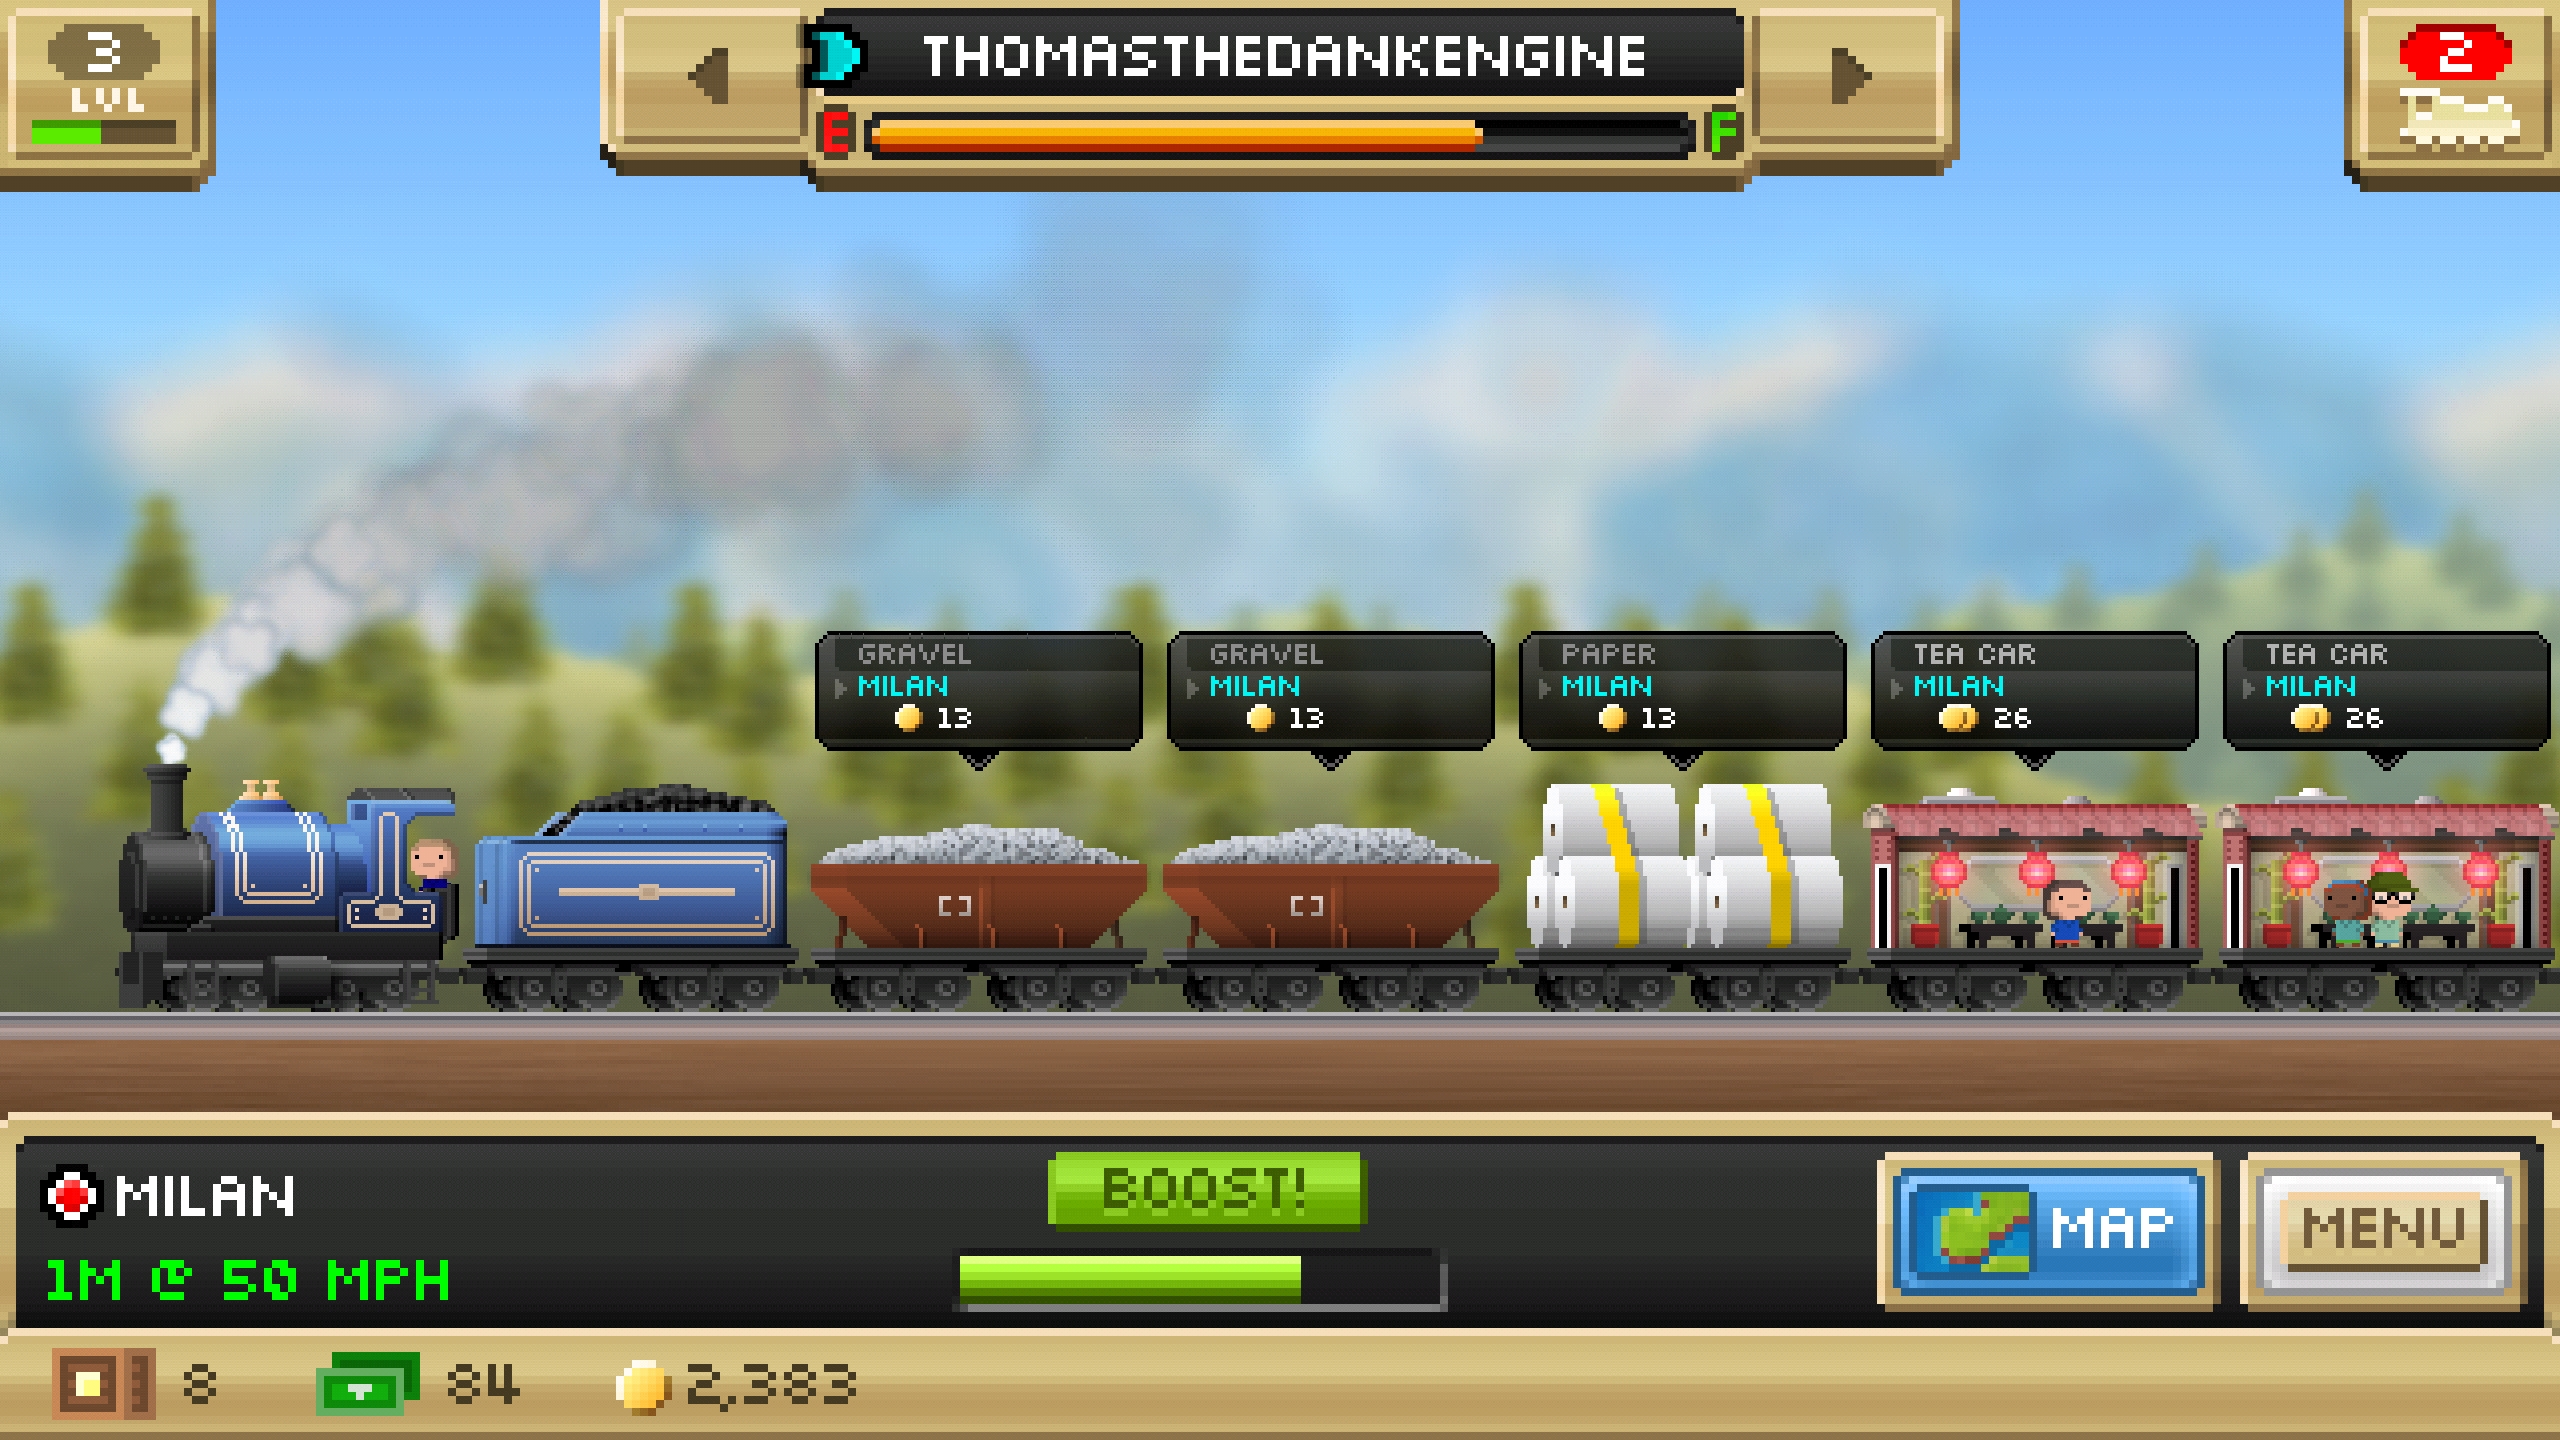 3
LVL
THOMASTHEDANKENGINE
E F
2
GRAVEL
MILAN
13
GRAVEL
MILAN
13
PAPER
MILAN
13
TEA CAR
MILAN
26
TEA CAR
MILAN
26
MILAN
1M @ 50 MPH
BOOST!
MAP
MENU
8
84
2,383